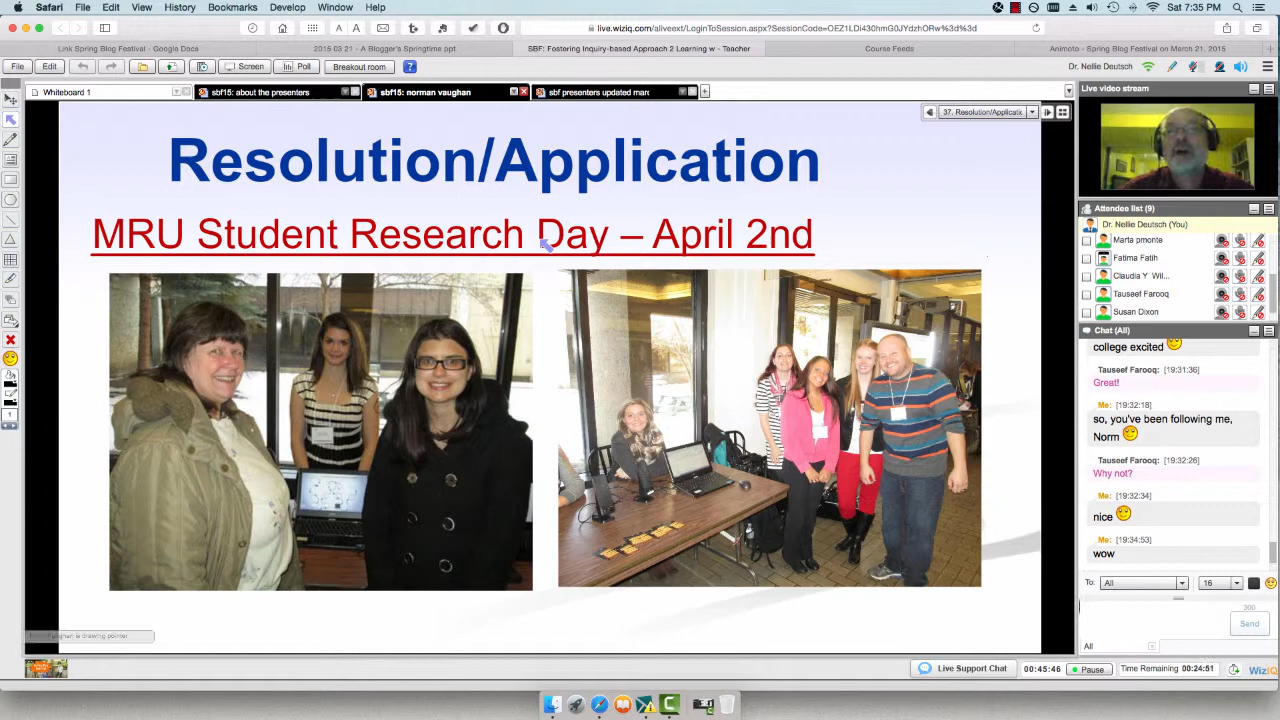 Safari File Edit View History Bookmarks Develop Window Help
Sat 7:35 PM
live.wiziq.com/aliveext/LoginToSession.aspx?SessionCode=OEZ1LDi430hmG0JYdzhORw%3d%3d
Link Spring Blog Festival - Google Docs
2015 03 21 - A Blogger's Springtime.ppt
SBF: Fostering Inquiry-based Approach 2 Learning w - Teacher
Course Feeds
Animoto - Spring Blog Festival on March 21, 2015
File Edit Screen Poll Breakout room ?
Dr. Nellie Deutsch
Whiteboard 1
sbf15: about the presenters
sbf15: norman vaughan
sbf presenters updated marc
37. Resolution/Applicatic
Resolution/Application
MRU Student Research Day – April 2nd
is drawing pointer
Live video stream
Attendee list (9)
Dr. Nellie Deutsch (You)
Marta pmonte
Fatima Fatih
Claudia Y Wil...
Tauseef Farooq
Susan Dixon
Chat (All)
college excited
Tauseef Farooq: [19:31:36]
Great!
Me: [19:32:18]
so, you've been following me,
Norm
Tauseef Farooq: [19:32:26]
Why not?
Me: [19:32:34]
nice
Me: [19:34:53]
wow
To: All 16
300
Send
All
Live Support Chat 00:45:46 Pause Time Remaining 00:24:51 WizIQ
1